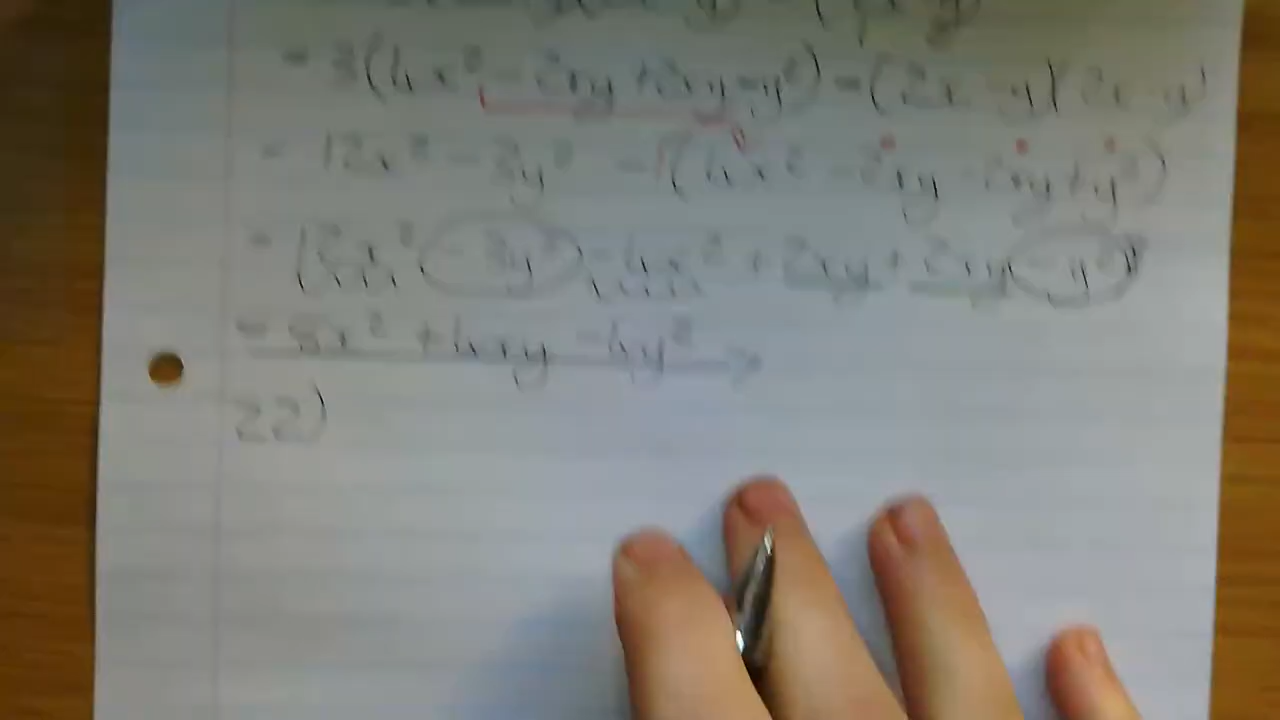 = 3(4x² - 2xy + 2xy - y²) - (2x - y)(2x - y)
= 12x² - 3y² - 1(4x² - 2xy - 2xy + y²)
= 12x² - 3y² - 4x² + 2xy + 2xy - y²
= 8x² + 4xy - 4y²
22)